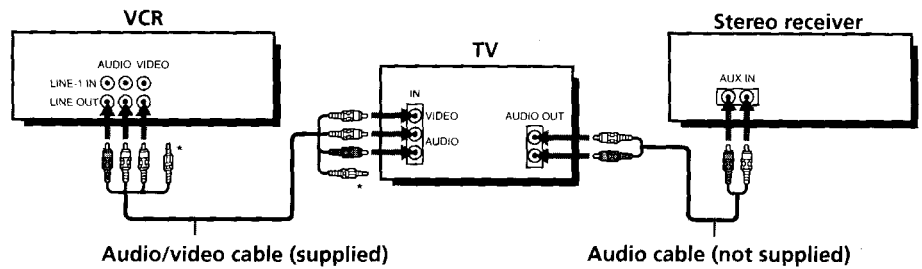 VCR
AUDIO VIDEO
LINE-1 IN
LINE OUT
*
TV
IN
VIDEO
AUDIO
AUDIO OUT
*
Stereo receiver
AUX IN
Audio/video cable (supplied)
Audio cable (not supplied)